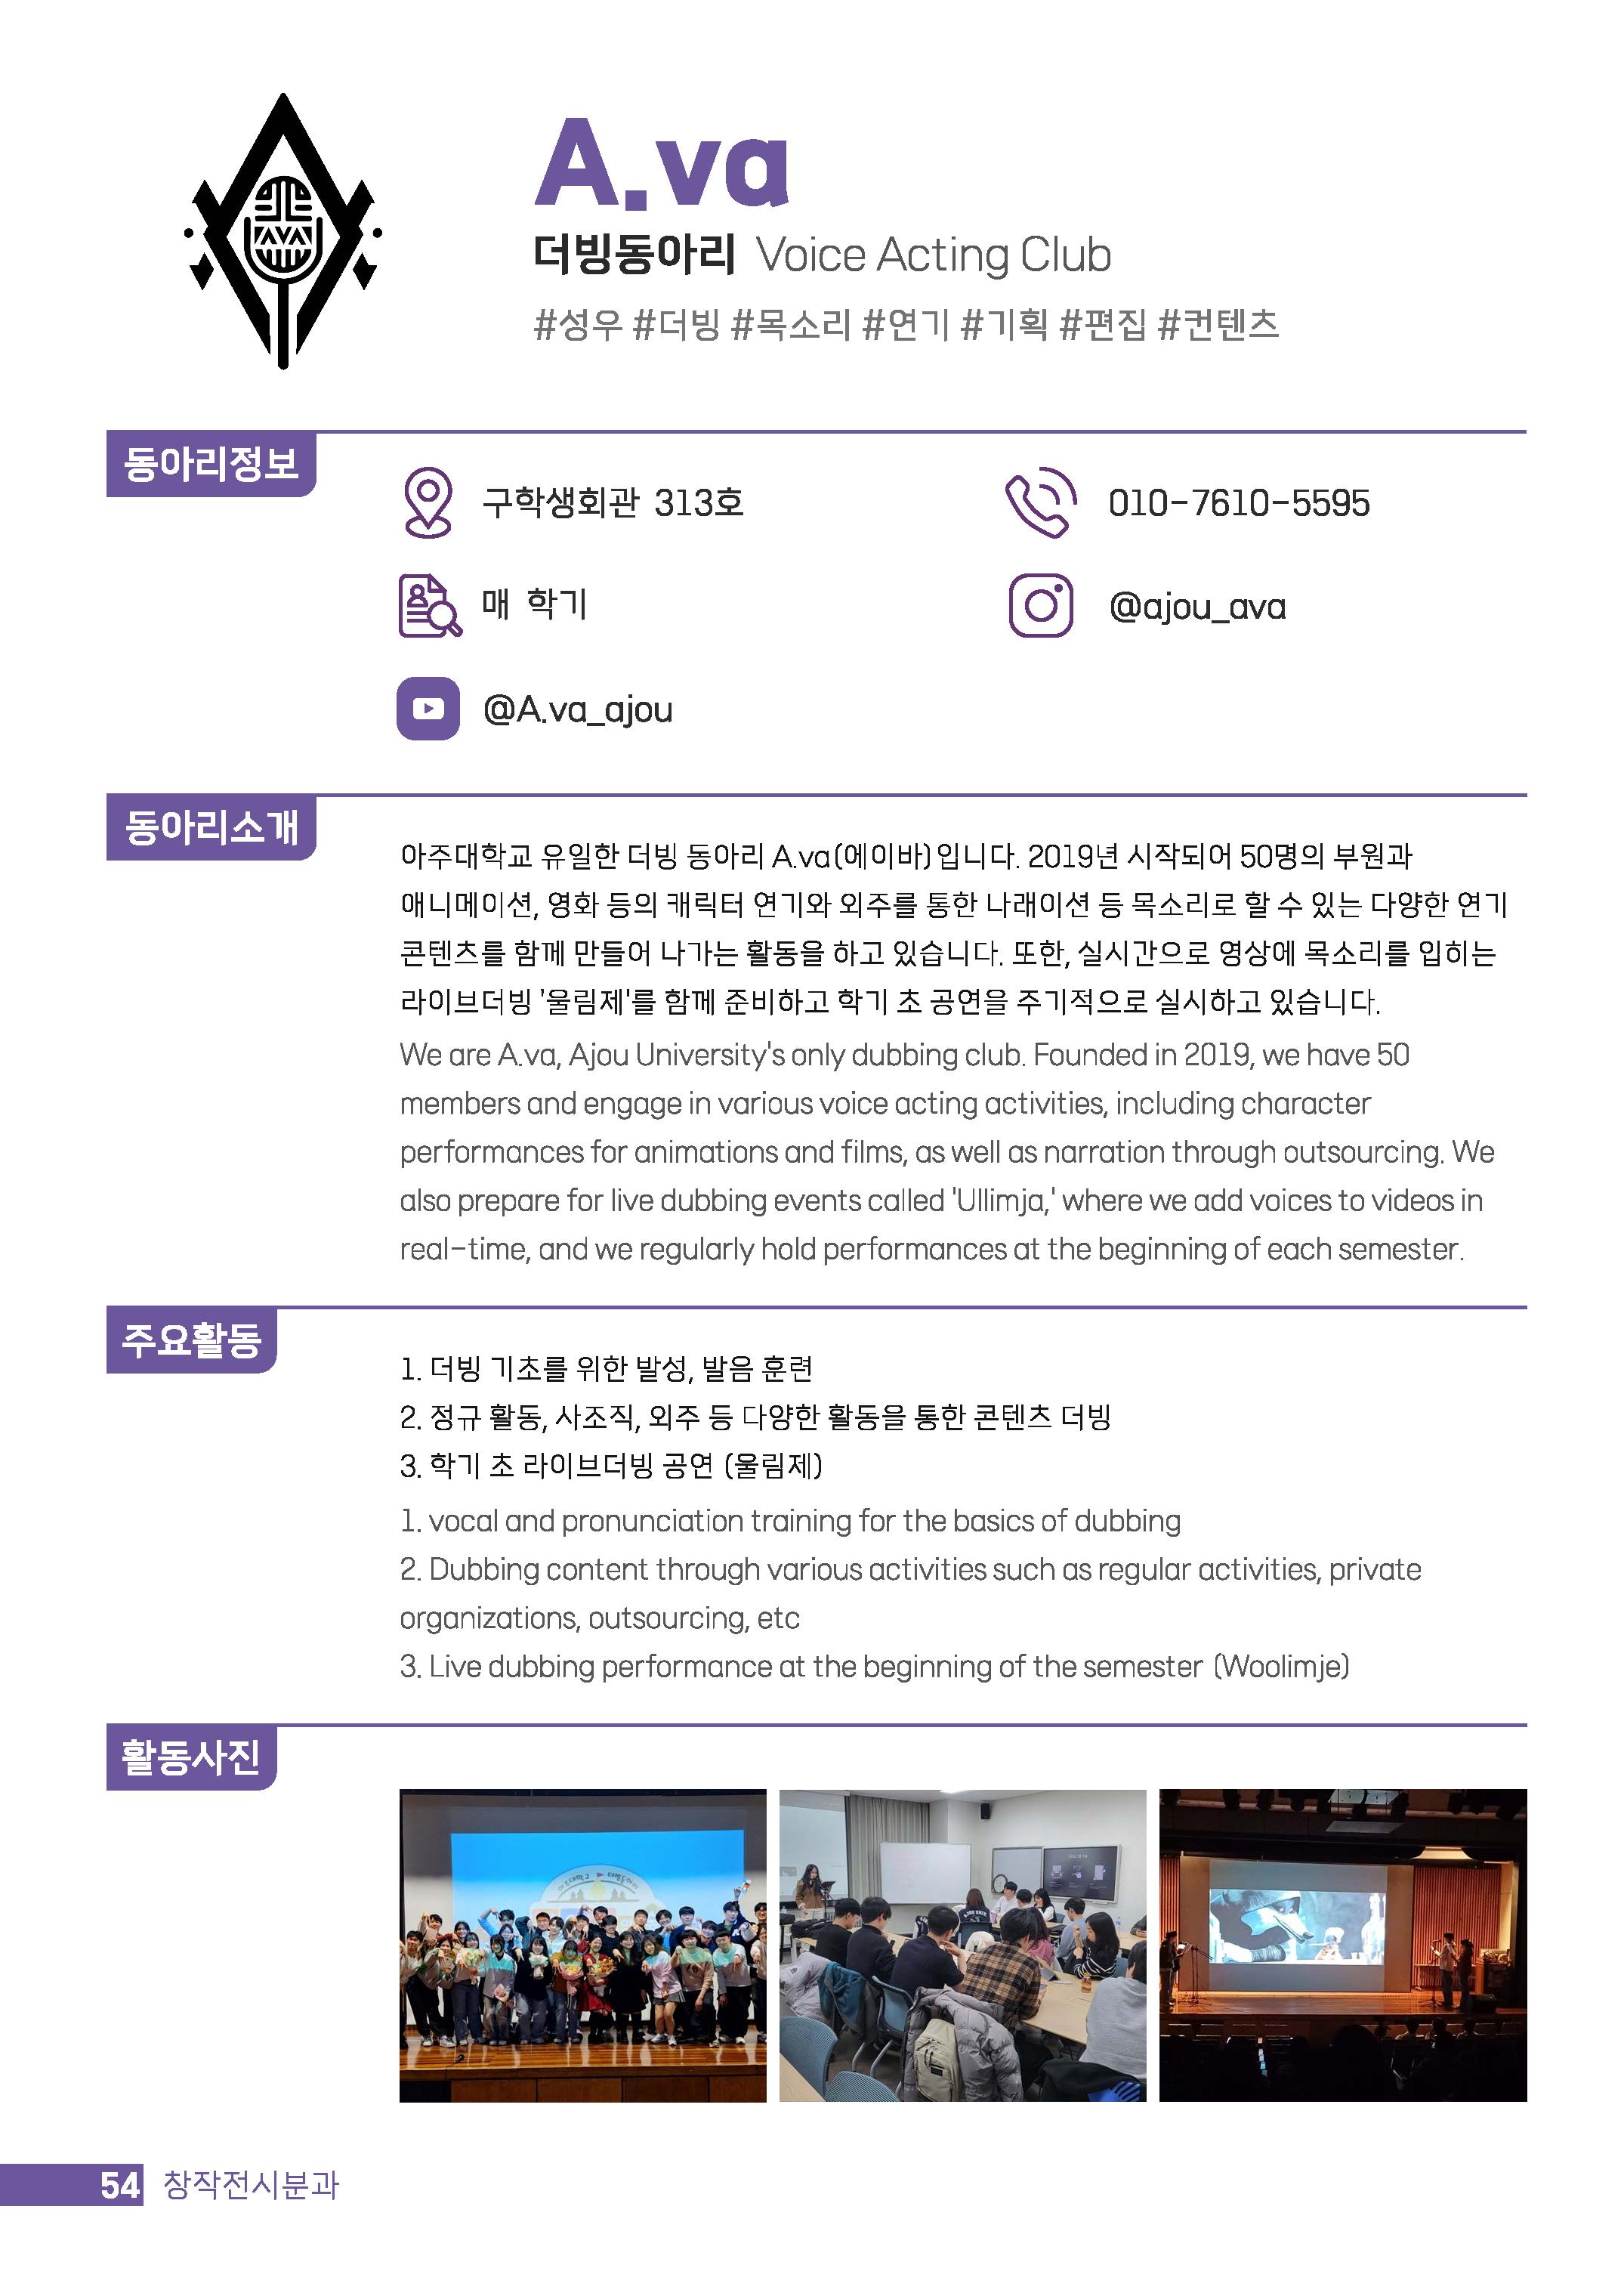 AVA
A.va
더빙동아리 Voice Acting Club
#성우 #더빙 #목소리 #연기 #기획 #편집 #컨텐츠
동아리정보
구학생회관 313호
010-7610-5595
매 학기
@ajou_ava
@A.va_ajou
동아리소개
아주대학교 유일한 더빙 동아리 A.va(에이바)입니다. 2019년 시작되어 50명의 부원과
애니메이션, 영화 등의 캐릭터 연기와 외주를 통한 나래이션 등 목소리로 할 수 있는 다양한 연기
콘텐츠를 함께 만들어 나가는 활동을 하고 있습니다. 또한, 실시간으로 영상에 목소리를 입히는
라이브더빙 '울림제'를 함께 준비하고 학기 초 공연을 주기적으로 실시하고 있습니다.
We are A.va, Ajou University's only dubbing club. Founded in 2019, we have 50
members and engage in various voice acting activities, including character
performances for animations and films, as well as narration through outsourcing. We
also prepare for live dubbing events called 'Ullimja,' where we add voices to videos in
real-time, and we regularly hold performances at the beginning of each semester.
주요활동
1. 더빙 기초를 위한 발성, 발음 훈련
2. 정규 활동, 사조직, 외주 등 다양한 활동을 통한 콘텐츠 더빙
3. 학기 초 라이브더빙 공연 (울림제)
1. vocal and pronunciation training for the basics of dubbing
2. Dubbing content through various activities such as regular activities, private
organizations, outsourcing, etc
3. Live dubbing performance at the beginning of the semester (Woolimje)
활동사진
아주대학교 더빙동아리
54 창작전시분과